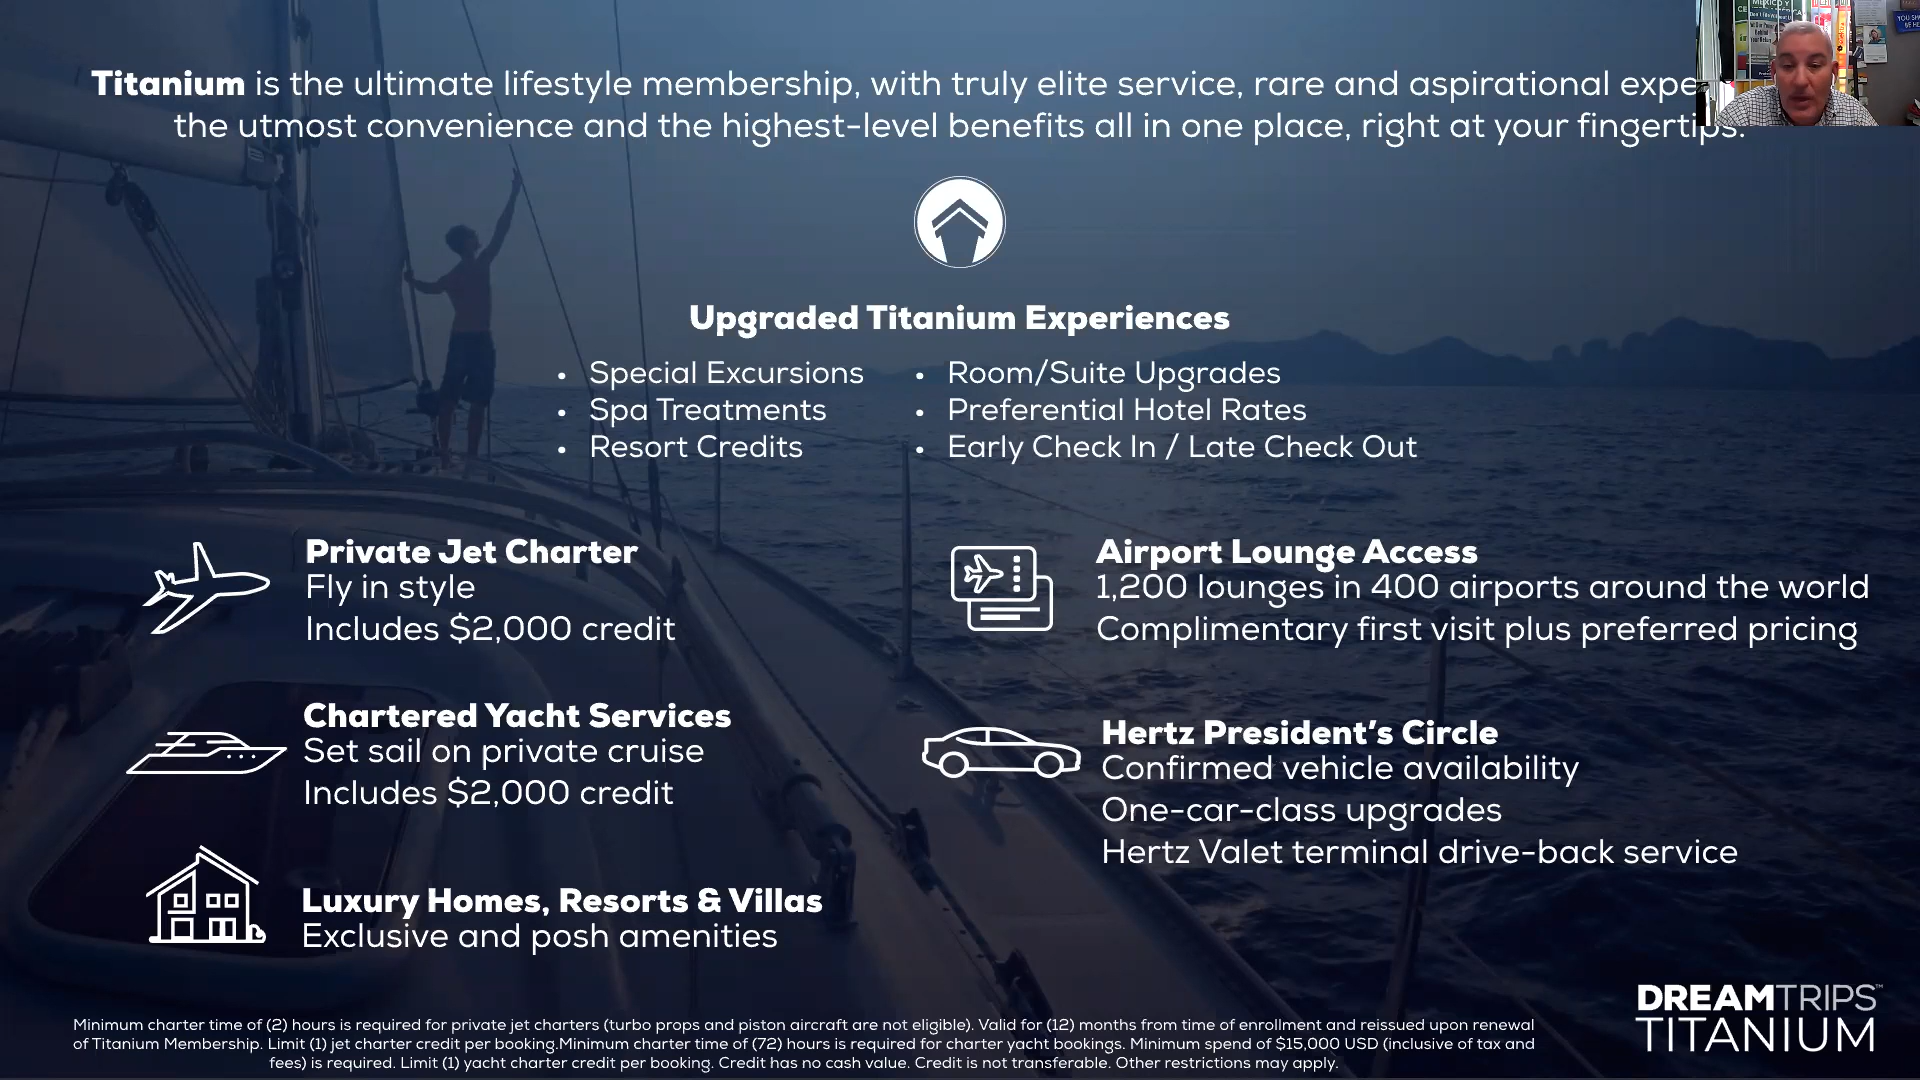 Titanium is the ultimate lifestyle membership, with truly elite service, rare and aspirational
the utmost convenience and the highest-level benefits all in one place, right at your fingertips.
Upgraded Titanium Experiences
• Special Excursions
• Spa Treatments
• Resort Credits
• Room/Suite Upgrades
• Preferential Hotel Rates
• Early Check In / Late Check Out
Private Jet Charter
Fly in style
Includes $2,000 credit
Chartered Yacht Services
Set sail on private cruise
Includes $2,000 credit
Luxury Homes, Resorts & Villas
Exclusive and posh amenities
Airport Lounge Access
1,200 lounges in 400 airports around the world
Complimentary first visit plus preferred pricing
Hertz President's Circle
Confirmed vehicle availability
One-car-class upgrades
Hertz Valet terminal drive-back service
Minimum charter time of (2) hours is required for private jet charters (turbo props and piston aircraft are not eligible). Valid for (12) months from time of enrollment and reissued upon renewal
of Titanium Membership. Limit (1) jet charter credit per booking.Minimum charter time of (72) hours is required for charter yacht bookings. Minimum spend of $15,000 USD (inclusive of tax and
fees) is required. Limit (1) yacht charter credit per booking. Credit has no cash value. Credit is not transferable. Other restrictions may apply.
DREAMTRIPS™
TITANIUM
MEXICO Y